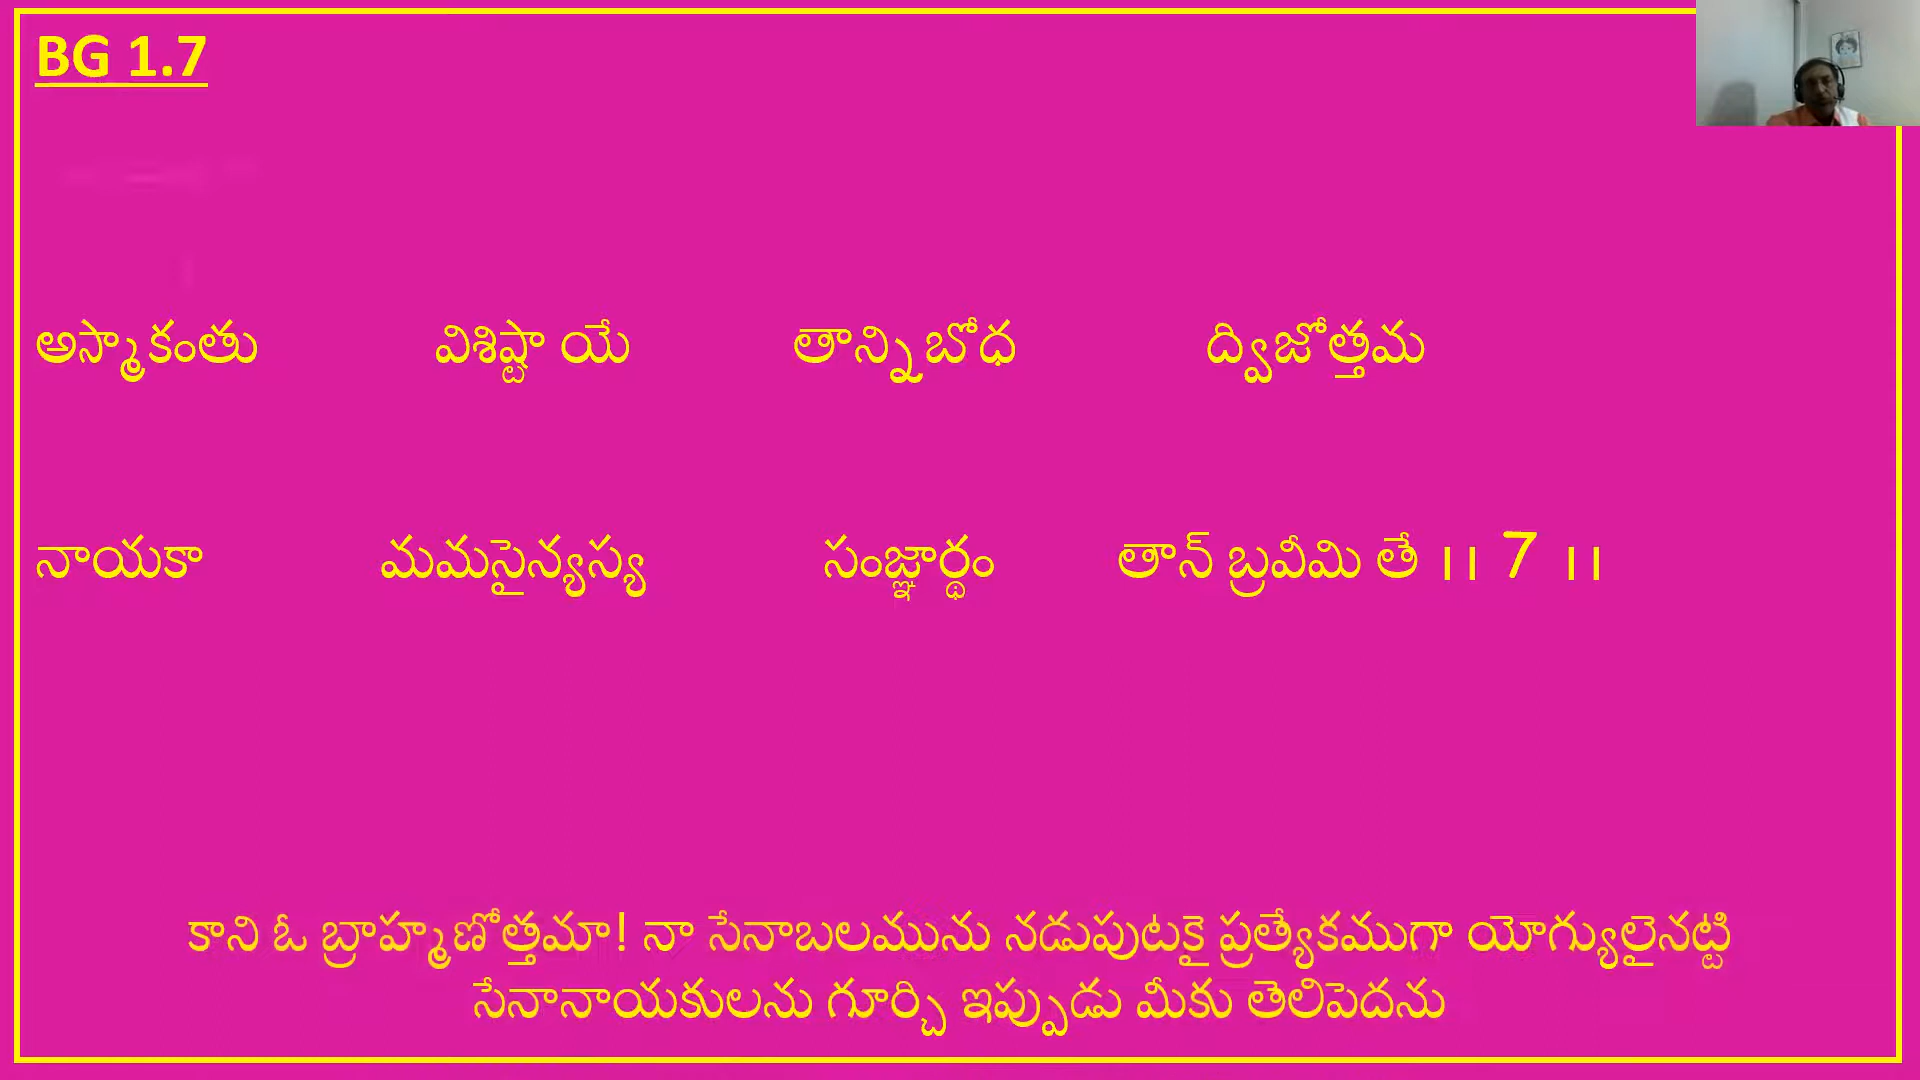 BG 1.7
అస్మాకంతు విశిష్టా యే తాన్నిబోధ ద్విజోత్తమ
నాయకా మమసైన్యస్య సంజ్ఞార్థం తాన్ బ్రవీమి తే ।। 7 ।।
కాని ఓ బ్రాహ్మణోత్తమా! నా సేనాబలమును నడుపుటకై ప్రత్యేకముగా యోగ్యులైనట్టి
సేనానాయకులను గూర్చి ఇప్పుడు మీకు తెలిపెదను